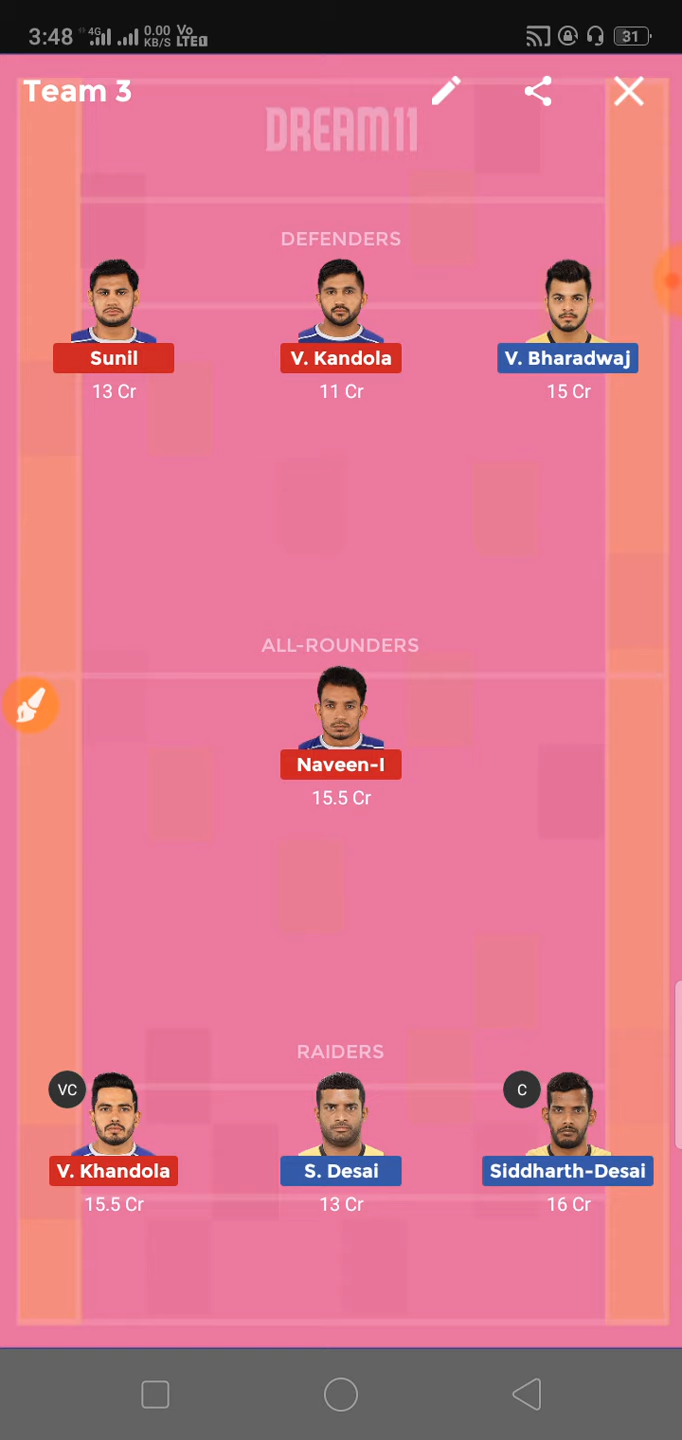 3:48 4G 0.00 KB/S Vo LTE 31
Team 3
DREAM11
DEFENDERS
Sunil V. Kandola V. Bharadwaj
13 Cr 11 Cr 15 Cr
ALL-ROUNDERS
Naveen-I
15.5 Cr
RAIDERS
VC C
V. Khandola S. Desai Siddharth-Desai
15.5 Cr 13 Cr 16 Cr